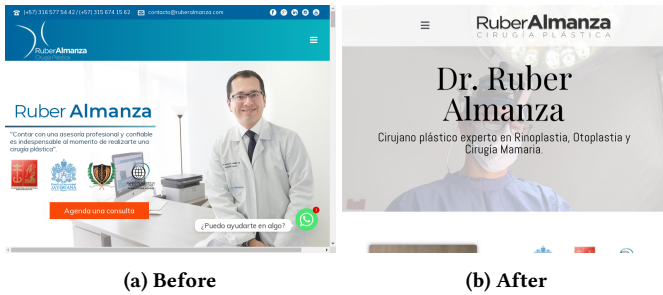 (+57) 316 577 54 42 / (+57) 315 674 15 62 contacto@ruberalmanza.com
RuberAlmanza
Cirugía Plástica
Ruber Almanza
"Contar con una asesoría profesional y confiable
es indispensable al momento de realizarte una
cirugía plástica".
JAVERIANA
Agenda una consulta
¿Puedo ayudarte en algo?
(a) Before
RuberAlmanza
CIRUGÍA PLÁSTICA
Dr. Ruber
Almanza
Cirujano plástico experto en Rinoplastia, Otoplastia y
Cirugía Mamaria.
(b) After